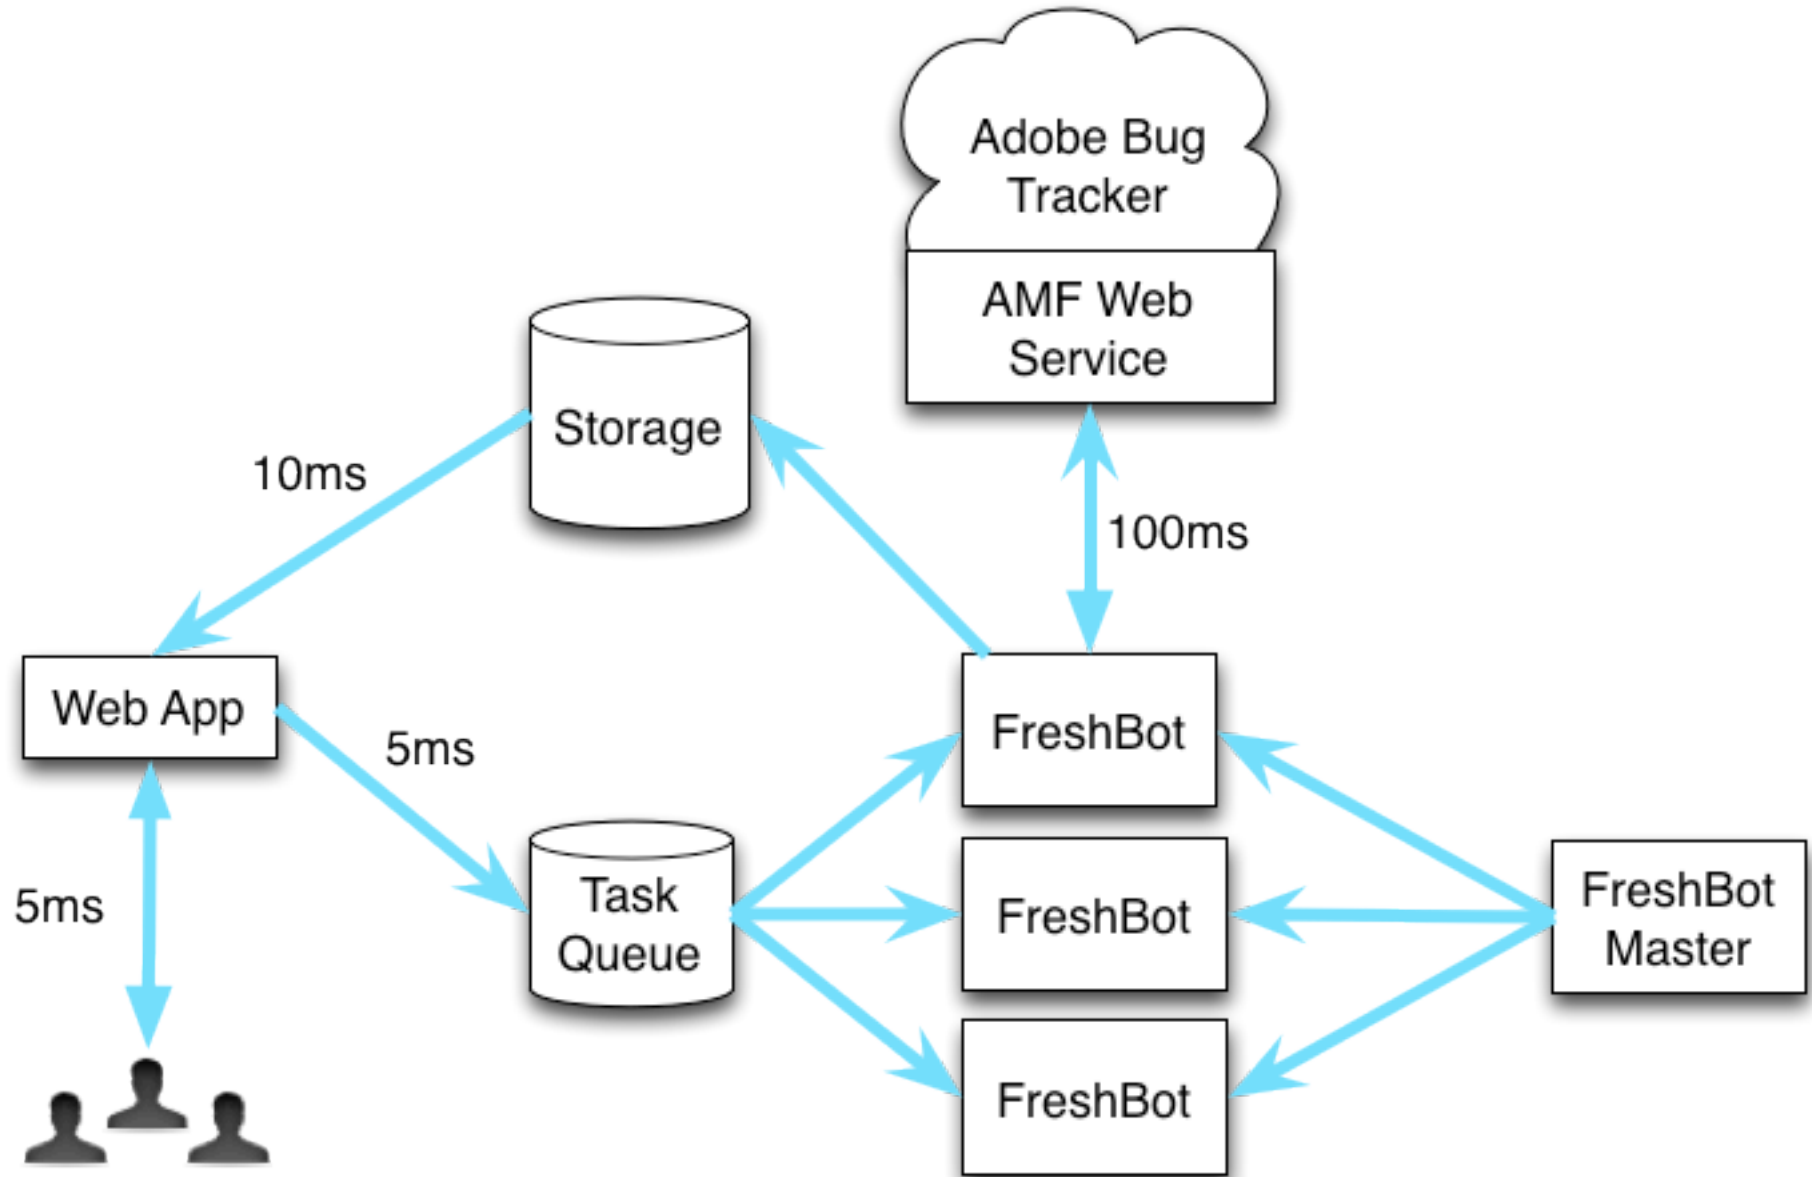 Adobe Bug
Tracker
AMF Web
Service
Storage
10ms
100ms
Web App
5ms
FreshBot
5ms
Task
Queue
FreshBot
FreshBot
Master
FreshBot